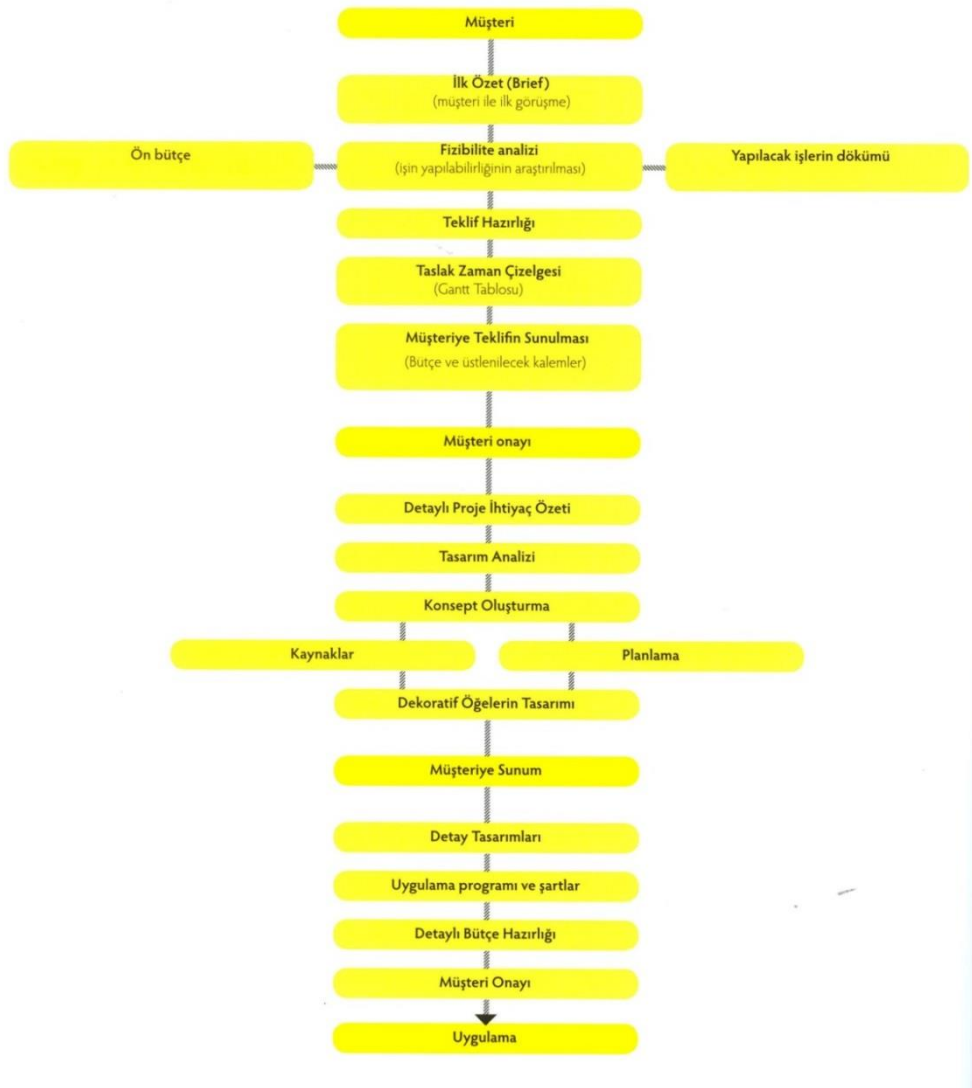 Müşteri
İlk Özet (Brief)
(müşteri ile ilk görüşme)
Ön bütçe
Fizibilite analizi
(işin yapılabilirliğinin araştırılması)
Yapılacak işlerin dökümü
Teklif Hazırlığı
Taslak Zaman Çizelgesi
(Gantt Tablosu)
Müşteriye Teklifin Sunulması
(Bütçe ve üstlenilecek kalemler)
Müşteri onayı
Detaylı Proje İhtiyaç Özeti
Tasarım Analizi
Konsept Oluşturma
Kaynaklar
Planlama
Dekoratif Öğelerin Tasarımı
Müşteriye Sunum
Detay Tasarımları
Uygulama programı ve şartlar
Detaylı Bütçe Hazırlığı
Müşteri Onayı
Uygulama